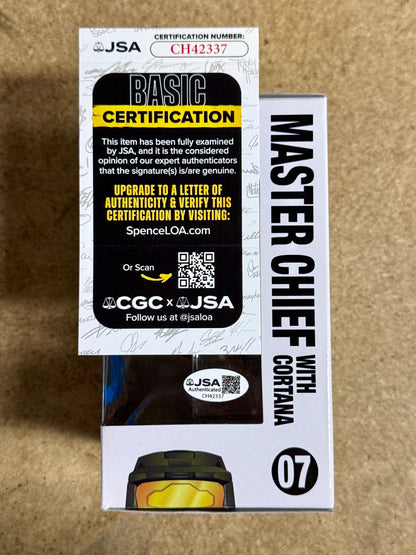 JSA
CERTIFICATION NUMBER:
CH42337
BASIC
CERTIFICATION
This item has been fully examined
by JSA, and it is the considered
opinion of our expert authenticators
that the signature(s) is/are genuine.
UPGRADE TO A LETTER OF
AUTHENTICITY & VERIFY THIS
CERTIFICATION BY VISITING:
SpenceLOA.com
Or Scan
CGC x JSA
Follow us at @jsaloa
JSA
Authenticated
CH42337
MASTER CHIEF
WITH
CORTANA
07